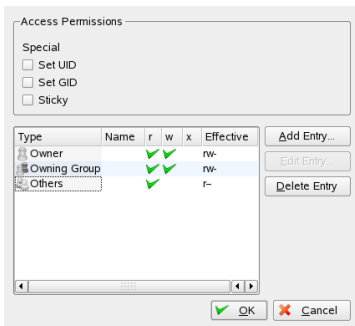 Access Permissions
Special
Set UID
Set GID
Sticky
Type Name r w x Effective
Owner rw-
Owning Group rw-
Others r--
Add Entry...
Edit Entry...
Delete Entry
OK
Cancel